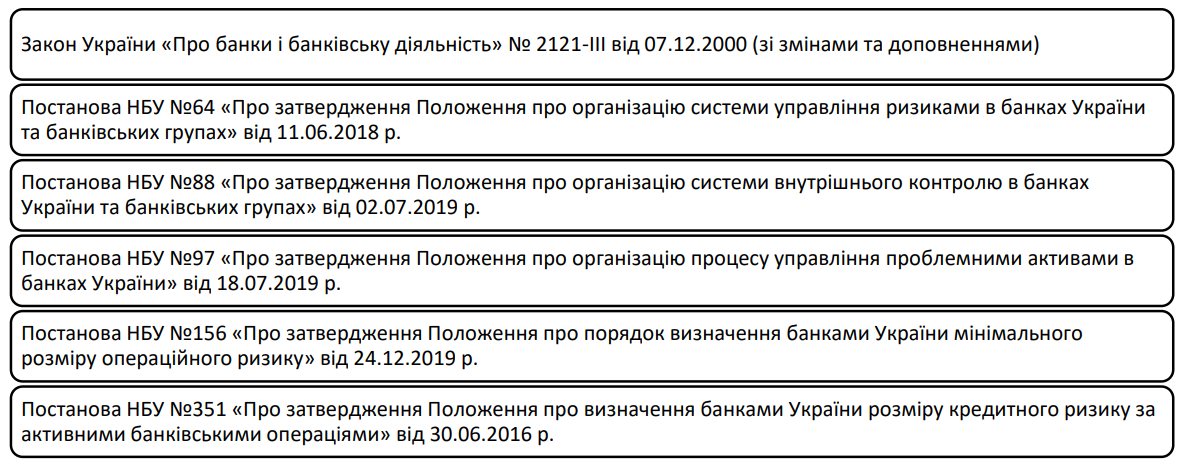 Закон України «Про банки і банківську діяльність» № 2121-III від 07.12.2000 (зі змінами та доповненнями)
Постанова НБУ №64 «Про затвердження Положення про організацію системи управління ризиками в банках України
та банківських групах» від 11.06.2018 р.
Постанова НБУ №88 «Про затвердження Положення про організацію системи внутрішнього контролю в банках
України та банківських групах» від 02.07.2019 р.
Постанова НБУ №97 «Про затвердження Положення про організацію процесу управління проблемними активами в
банках України» від 18.07.2019 р.
Постанова НБУ №156 «Про затвердження Положення про порядок визначення банками України мінімального
розміру операційного ризику» від 24.12.2019 р.
Постанова НБУ №351 «Про затвердження Положення про визначення банками України розміру кредитного ризику за
активними банківськими операціями» від 30.06.2016 р.